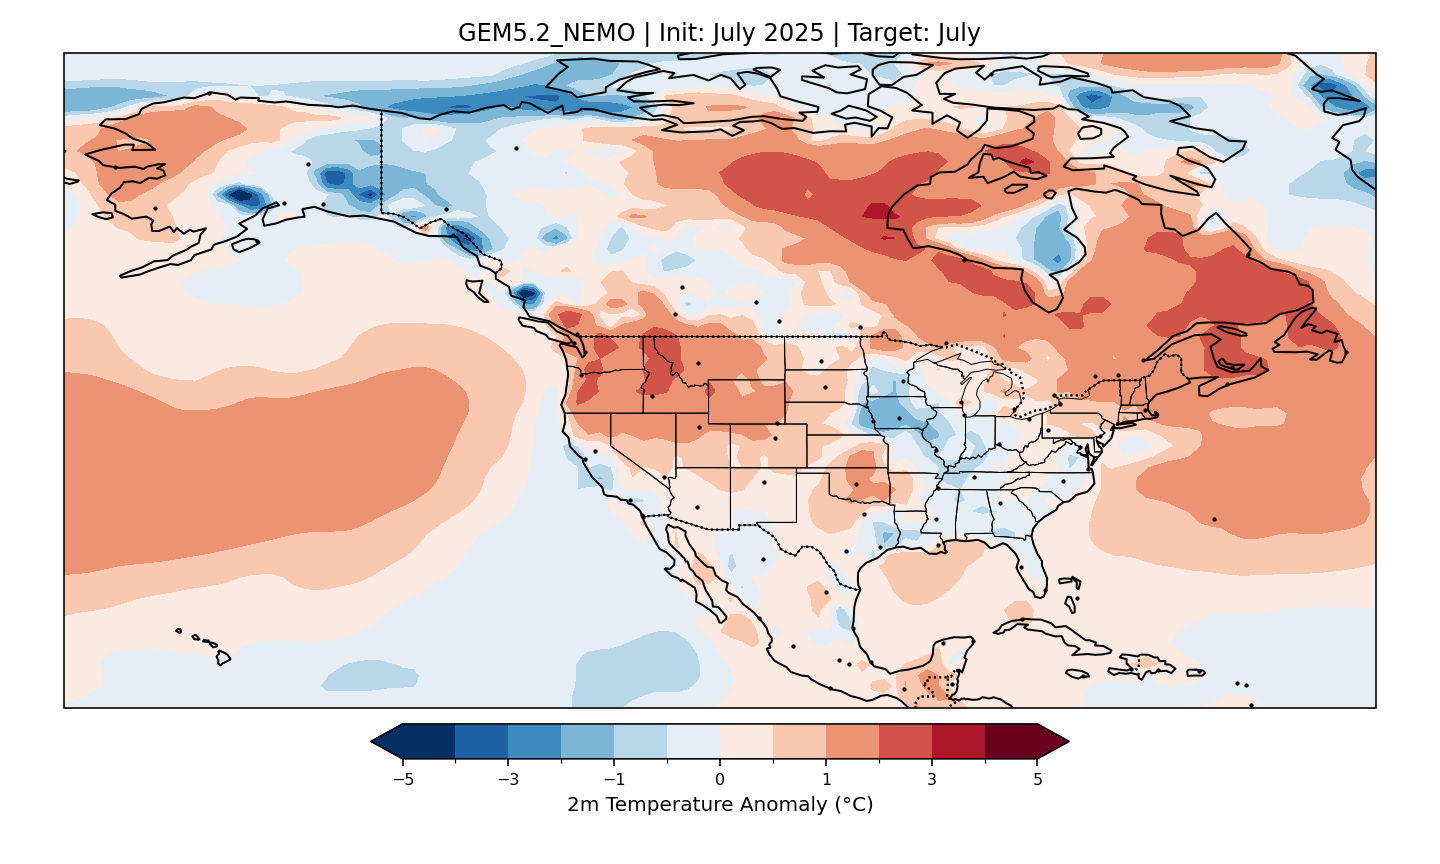 GEM5.2_NEMO | Init: July 2025 | Target: July
−5 −3 −1 0 1 3 5
2m Temperature Anomaly (°C)